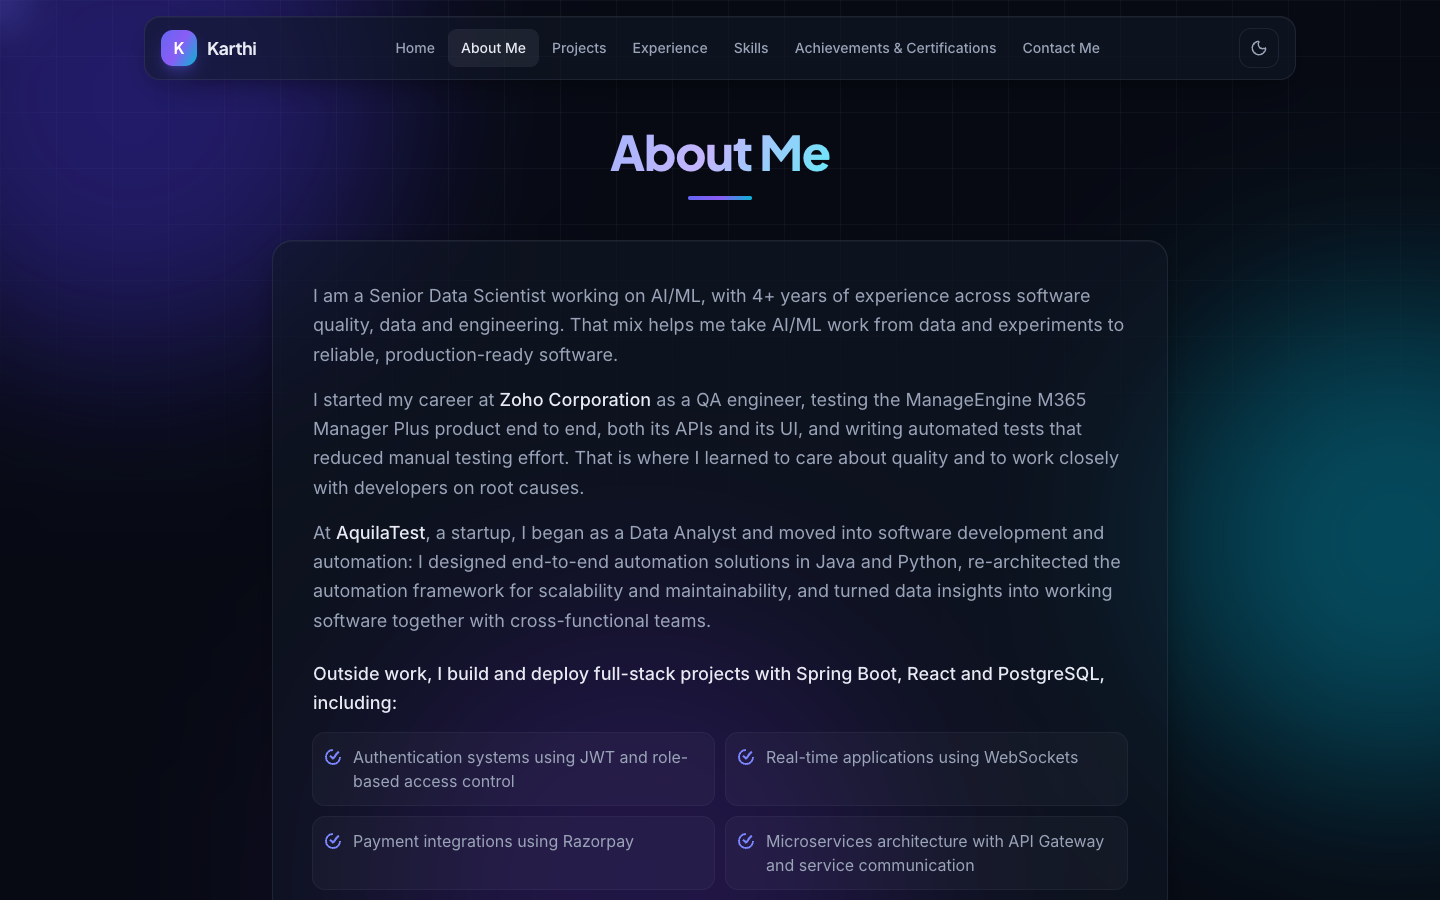 K Karthi Home About Me Projects Experience Skills Achievements & Certifications Contact Me
About Me
I am a Senior Data Scientist working on AI/ML, with 4+ years of experience across software
quality, data and engineering. That mix helps me take AI/ML work from data and experiments to
reliable, production-ready software.
I started my career at Zoho Corporation as a QA engineer, testing the ManageEngine M365
Manager Plus product end to end, both its APIs and its UI, and writing automated tests that
reduced manual testing effort. That is where I learned to care about quality and to work closely
with developers on root causes.
At AquilaTest, a startup, I began as a Data Analyst and moved into software development and
automation: I designed end-to-end automation solutions in Java and Python, re-architected the
automation framework for scalability and maintainability, and turned data insights into working
software together with cross-functional teams.
Outside work, I build and deploy full-stack projects with Spring Boot, React and PostgreSQL,
including:
Authentication systems using JWT and role-
based access control
Real-time applications using WebSockets
Payment integrations using Razorpay
Microservices architecture with API Gateway
and service communication